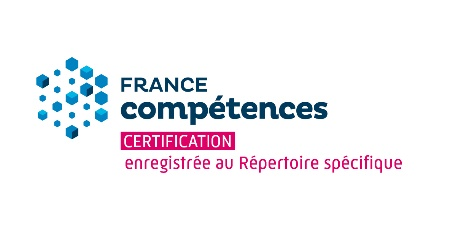 FRANCE
compétences
CERTIFICATION
enregistrée au Répertoire spécifique